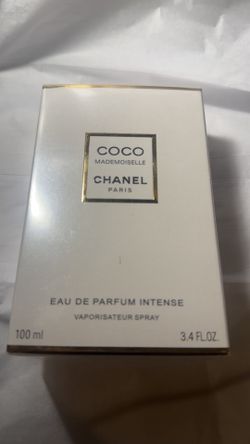 COCO
MADEMOISELLE
CHANEL
PARIS
EAU DE PARFUM INTENSE
VAPORISATEUR SPRAY
100 ml 3.4 FL.OZ.